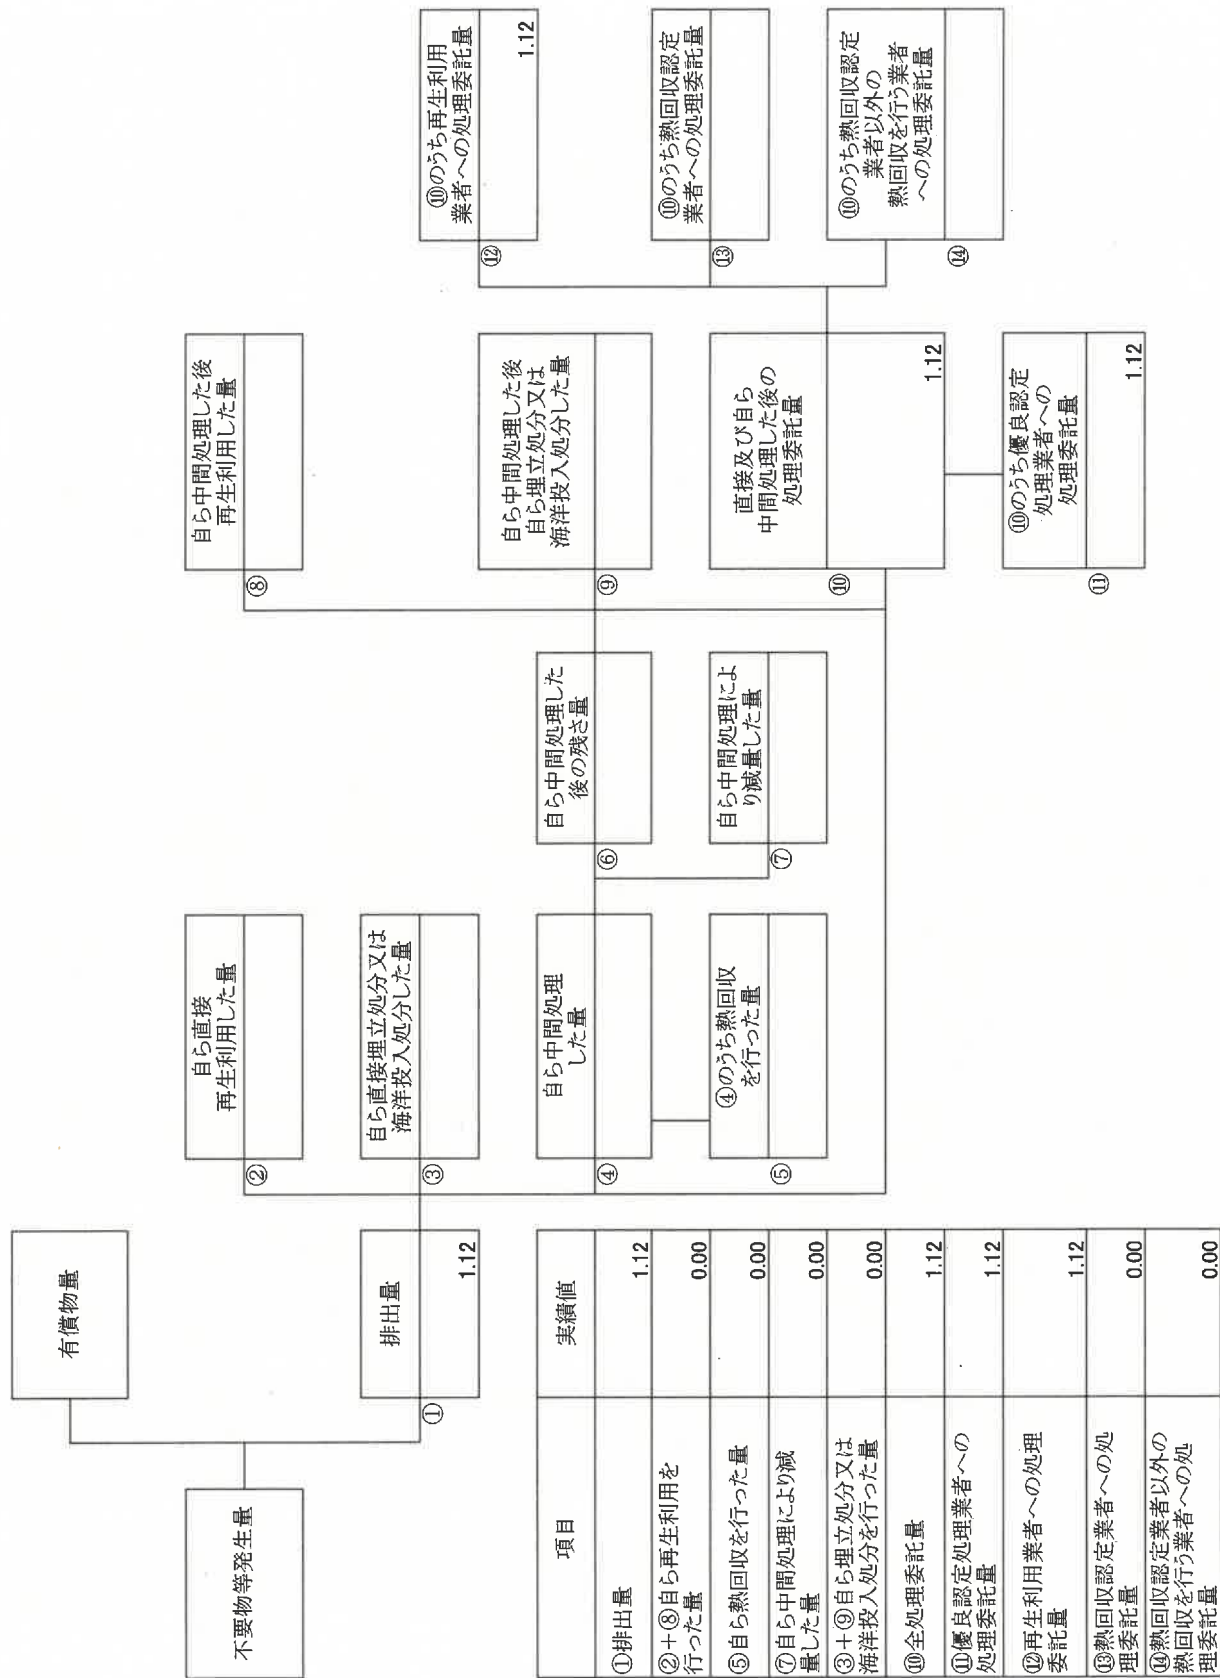 不要物等発生量
有償物量
①
排出量
1.12
②
自ら直接
再生利用した量
③
自ら直接埋立処分又は
海洋投入処分した量
④
自ら中間処理
した量
⑤
④のうち熱回収
を行った量
⑥
自ら中間処理した
後の残さ量
⑦
自ら中間処理によ
り減量した量
⑧
自ら中間処理した後
再生利用した量
⑨
自ら中間処理した後
自ら埋立処分又は
海洋投入処分した量
⑩
直接及び自ら
中間処理した後の
処理委託量
1.12
⑪
⑩のうち優良認定
処理業者への
処理委託量
1.12
⑫
⑩のうち再生利用
業者への処理委託量
1.12
⑬
⑩のうち熱回収認定
業者への処理委託量
⑭
⑩のうち熱回収認定
業者以外の
熱回収を行う業者
への処理委託量
項目
実績値
①排出量
1.12
②+⑧自ら再生利用を
行った量
0.00
⑤自ら熱回収を行った量
0.00
⑦自ら中間処理により減
量した量
0.00
③+⑨自ら埋立処分又は
海洋投入処分を行った量
0.00
⑩全処理委託量
1.12
⑪優良認定処理業者への
処理委託量
1.12
⑫再生利用業者への処理
委託量
1.12
⑬熱回収認定業者への処
理委託量
0.00
⑭熱回収認定業者以外の
熱回収を行う業者への処
理委託量
0.00